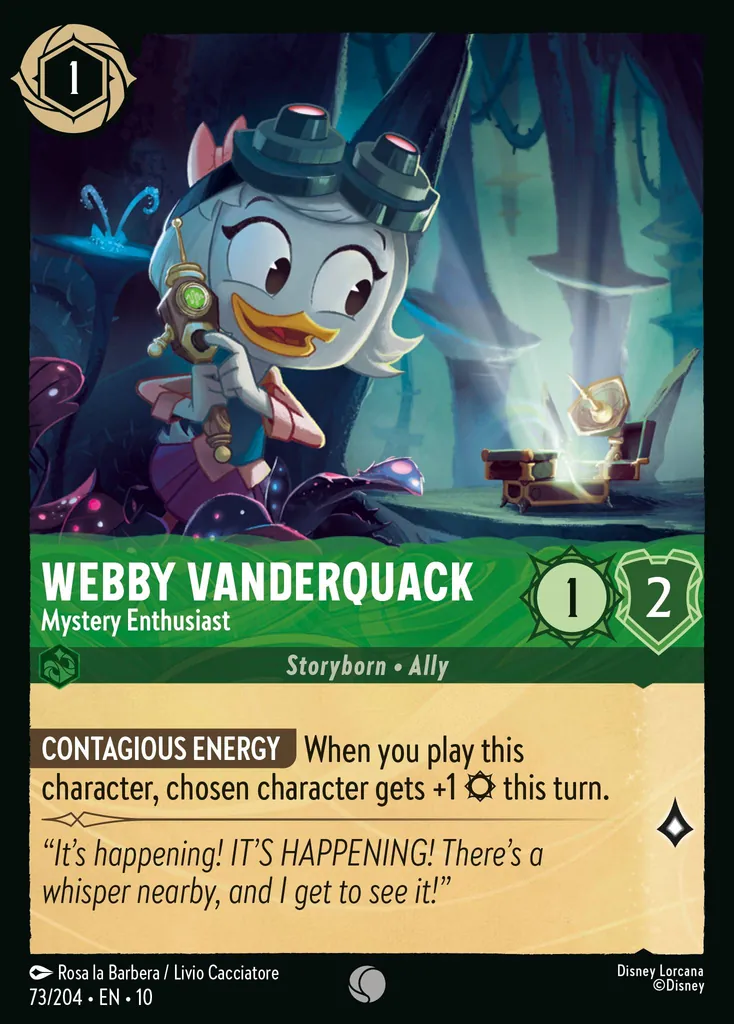 1
WEBBY VANDERQUACK
Mystery Enthusiast
1
2
Storyborn • Ally
CONTAGIOUS ENERGY When you play this
character, chosen character gets +1 this turn.
“It’s happening! IT’S HAPPENING! There’s a
whisper nearby, and I get to see it!”
Rosa la Barbera / Livio Cacciatore
73/204 • EN • 10
Disney Lorcana
©Disney